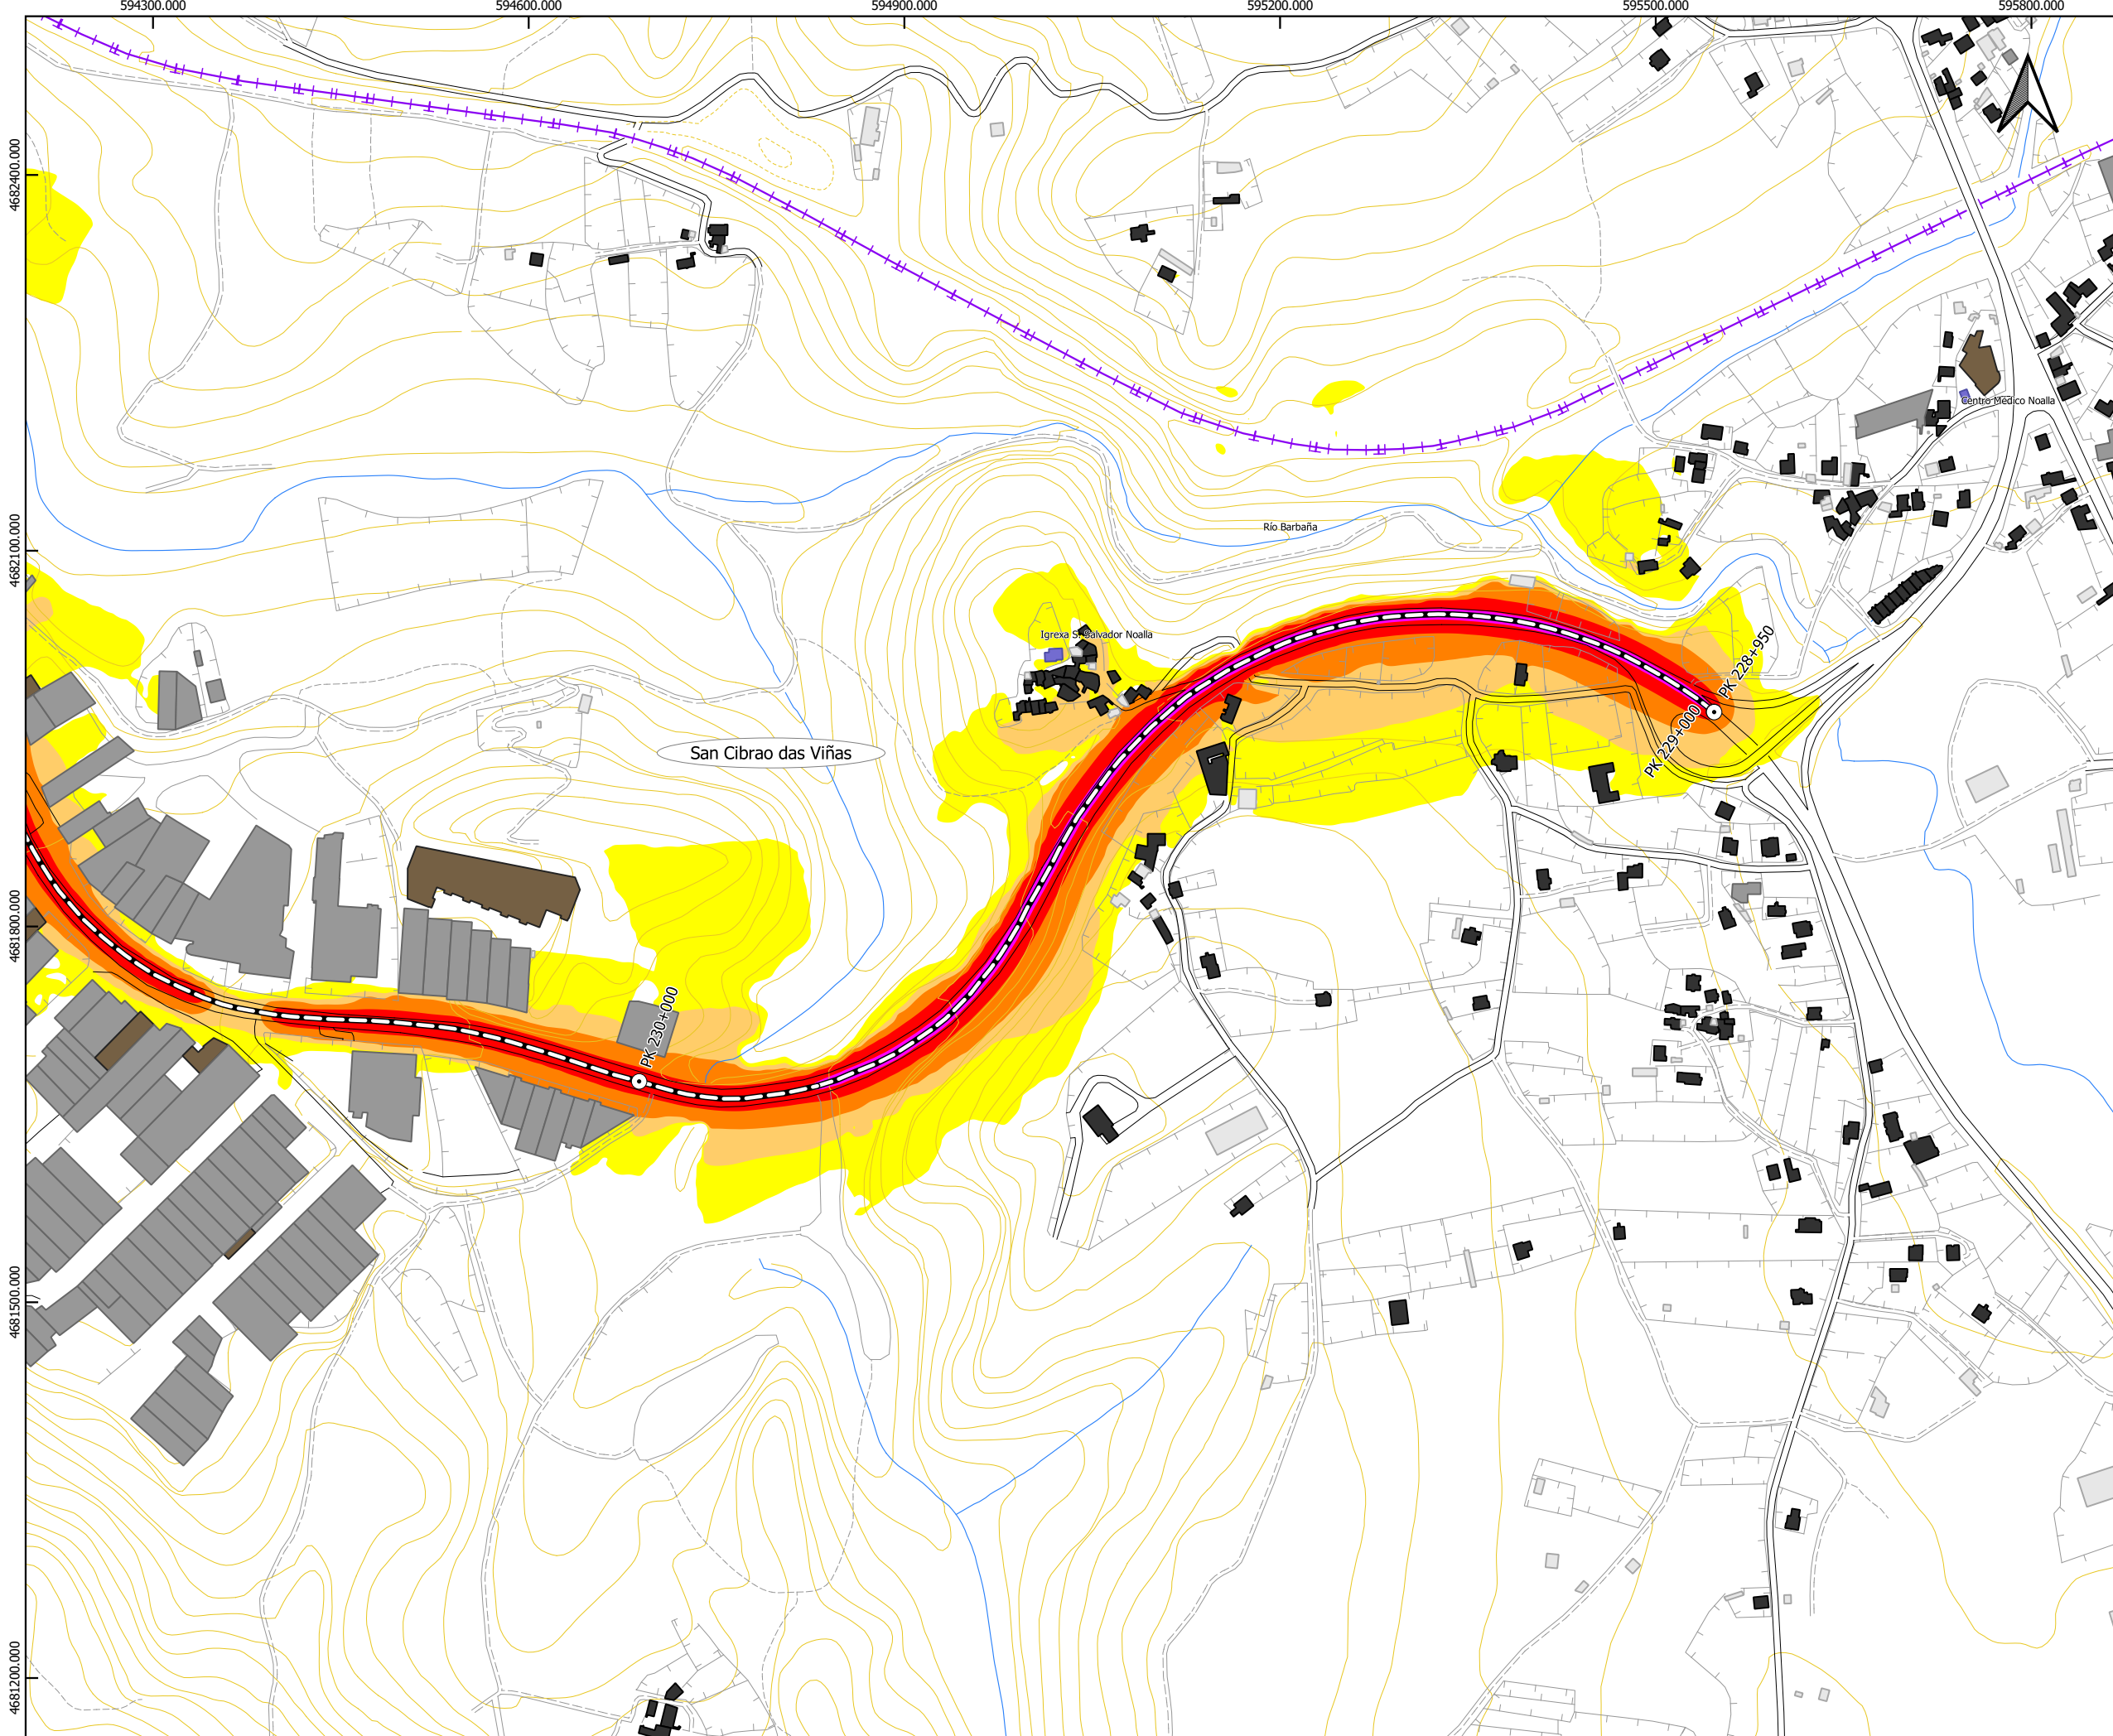 594300.000
594600.000
594900.000
595200.000
595500.000
595800.000
4682400.000
Centro Médico Noalla
4682100.000
Río Barbaña
Igrexa S. Salvador Noalla
PK 228+950
PK 229+000
San Cibrao das Viñas
4681800.000
PK 230+000
4681500.000
4681200.000